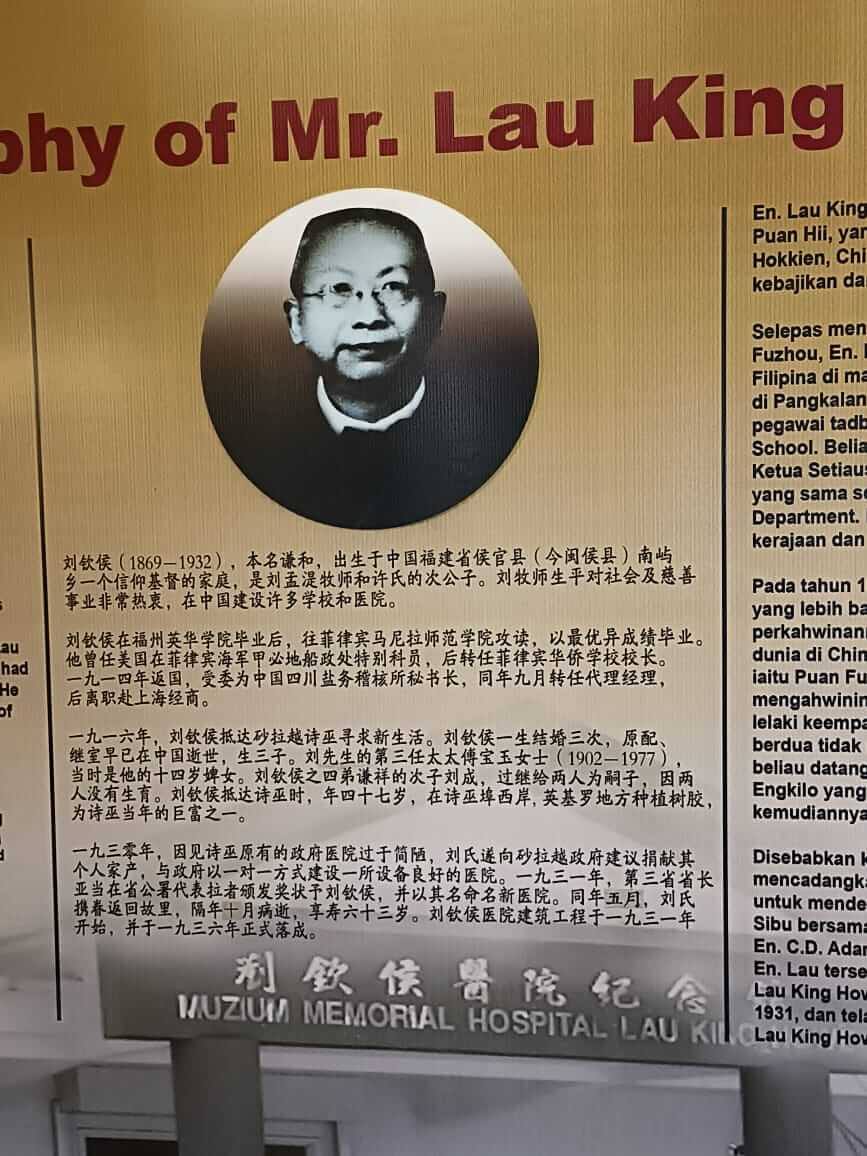 phy of Mr. Lau King
au
had
He
of
刘钦侯（1869—1932），本名谦和，出生于中国福建省侯官县（今闽侯县）南屿
乡一个信仰基督的家庭，是刘孟湜牧师和许氏的次公子。刘牧师生平对社会及慈善
事业非常热衷，在中国建设许多学校和医院。
刘钦侯在福州英华学院毕业后，往菲律宾马尼拉师范学院攻读，以最优异成绩毕业。
他曾任美国在菲律宾海军甲必地船政处特别科员，后转任菲律宾华侨学校校长。
一九一四年返国，受委为中国四川盐务稽核所秘书长，同年九月转任代理经理，
后离职赴上海经商。
一九一六年，刘钦侯抵达砂拉越诗巫寻求新生活。刘钦侯一生结婚三次，原配、
继室早已在中国逝世，生三子。刘先生的第三任太太傅宝玉女士（1902—1977），
当时是他的十四岁婢女。刘钦侯之四弟谦祥的次子刘成，过继给两人为嗣子，因两
人没有生育。刘钦侯抵达诗巫时，年四十七岁，在诗巫埠西岸,英基罗地方种植树胶，
为诗巫当年的巨富之一。
一九三零年，因见诗巫原有的政府医院过于简陋，刘氏遂向砂拉越政府建议捐献其
个人家产，与政府以一对一方式建设一所设备良好的医院。一九三一年，第三省省长
亚当在省公署代表拉者颁发奖状予刘钦侯，并以其名命名新医院。同年五月，刘氏
携眷返回故里，隔年十月病逝，享寿六十三岁。刘钦侯医院建筑工程于一九三一年
开始，并于一九三六年正式落成。
劉欽侯醫院紀念
MUZIUM MEMORIAL HOSPITAL LAU KING
En. Lau King
Puan Hii, yan
Hokkien, Chi
kebajikan da
Selepas men
Fuzhou, En.
Filipina di ma
di Pangkalan
pegawai tadb
School. Belia
Ketua Setiaus
yang sama se
Department.
kerajaan dan
Pada tahun 1
yang lebih ba
perkahwinann
dunia di Chin
iaitu Puan Fu
mengahwinin
lelaki keempa
berdua tidak
beliau datang
Engkilo yang
kemudiannya
Disebabkan k
mencadangka
untuk mende
Sibu bersama
En. C.D. Adan
En. Lau terse
Lau King Hov
1931, dan tela
Lau King Hov